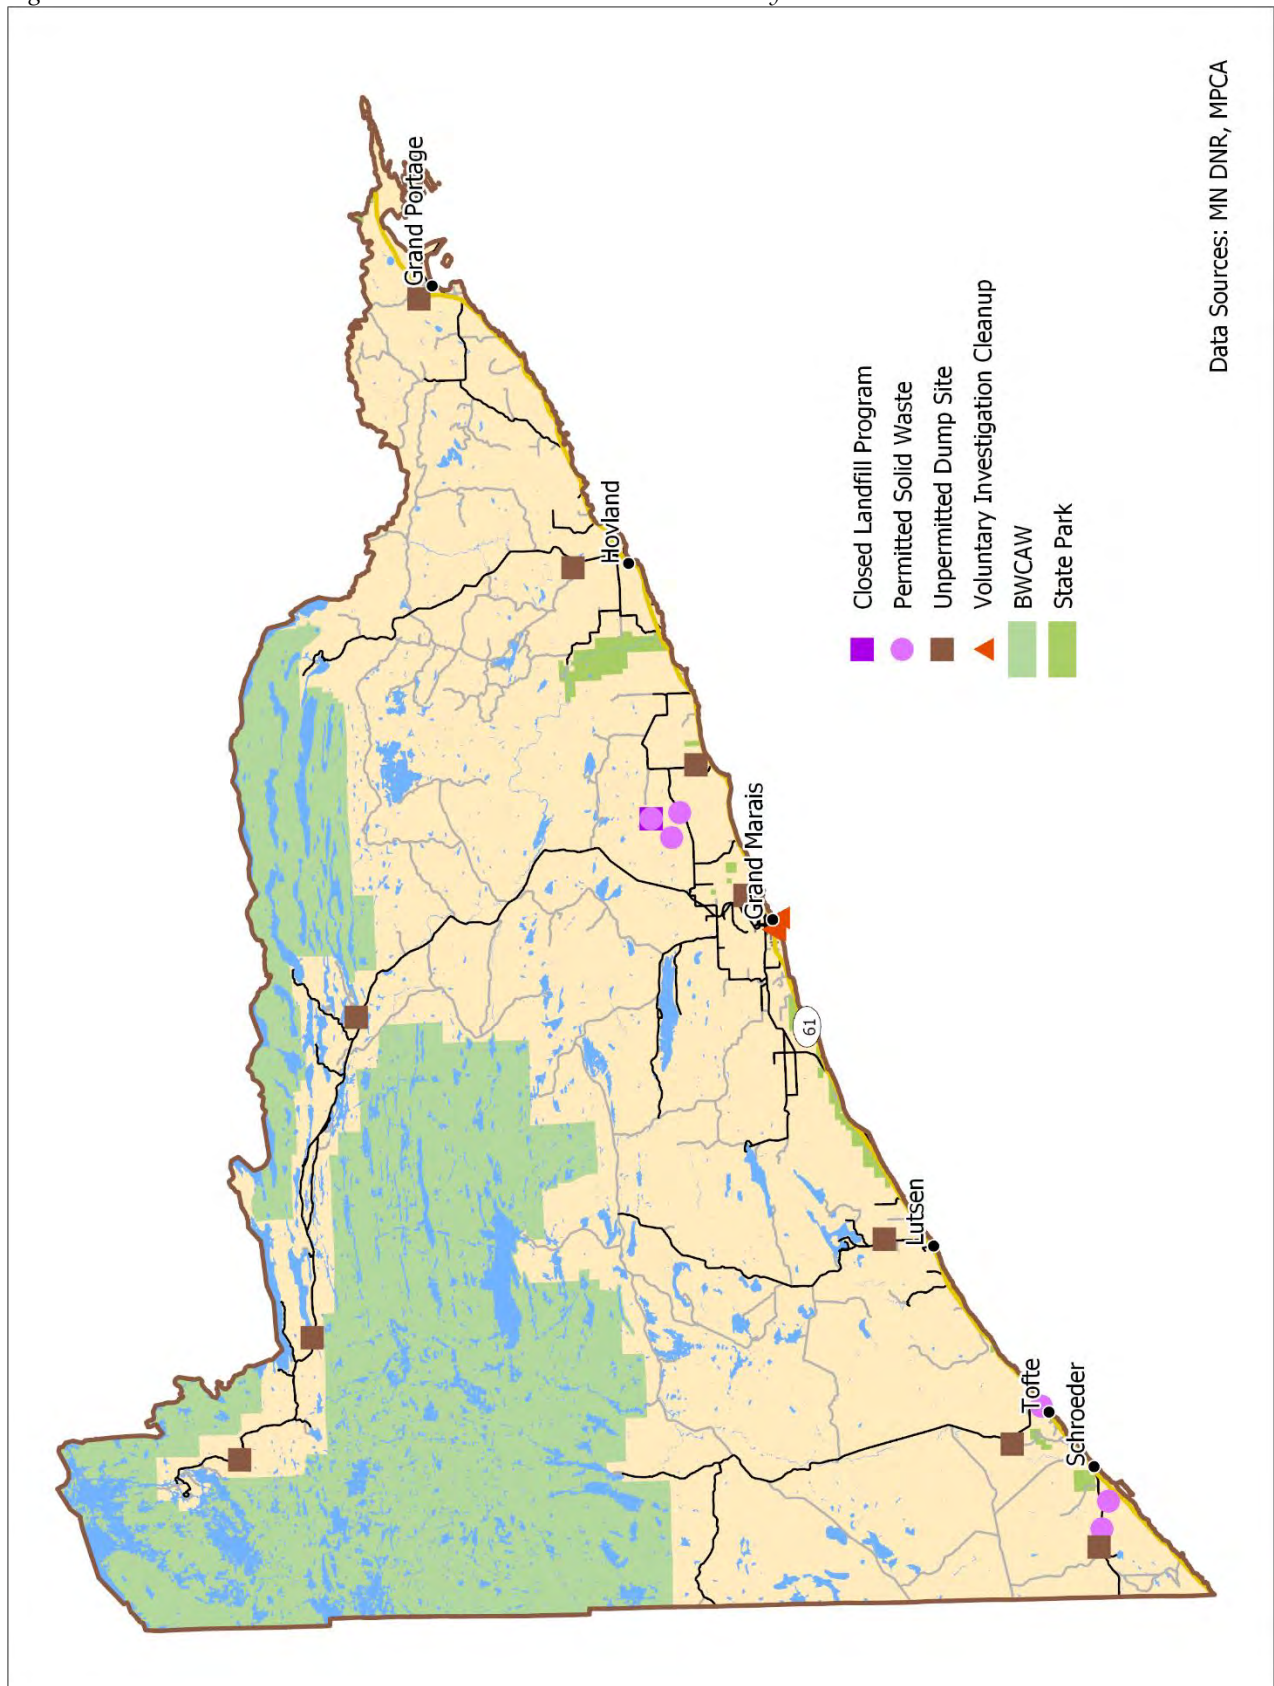 Grand Portage
Hovland
Grand Marais
61
Lutsen
Tofte
Schroeder
Closed Landfill Program
Permitted Solid Waste
Unpermitted Dump Site
Voluntary Investigation Cleanup
BWCAW
State Park
Data Sources: MN DNR, MPCA